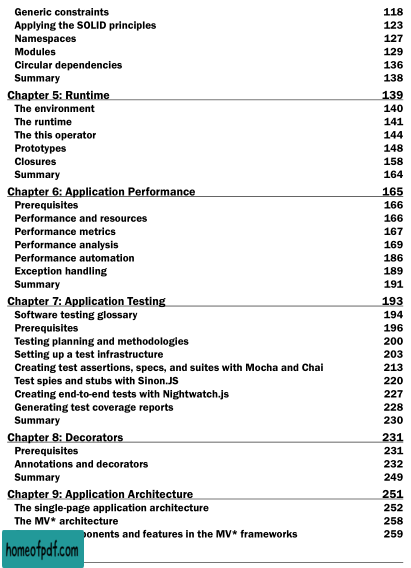 Generic constraints 118
Applying the SOLID principles 123
Namespaces 127
Modules 129
Circular dependencies 136
Summary 138
Chapter 5: Runtime 139
The environment 140
The runtime 141
The this operator 144
Prototypes 148
Closures 158
Summary 164
Chapter 6: Application Performance 165
Prerequisites 166
Performance and resources 166
Performance metrics 167
Performance analysis 169
Performance automation 186
Exception handling 189
Summary 191
Chapter 7: Application Testing 193
Software testing glossary 194
Prerequisites 196
Testing planning and methodologies 200
Setting up a test infrastructure 203
Creating test assertions, specs, and suites with Mocha and Chai 213
Test spies and stubs with Sinon.JS 220
Creating end-to-end tests with Nightwatch.js 227
Generating test coverage reports 228
Summary 230
Chapter 8: Decorators 231
Prerequisites 231
Annotations and decorators 232
Summary 249
Chapter 9: Application Architecture 251
The single-page application architecture 252
The MV* architecture 258
and features in the MV* frameworks 259
homeofpdf.com